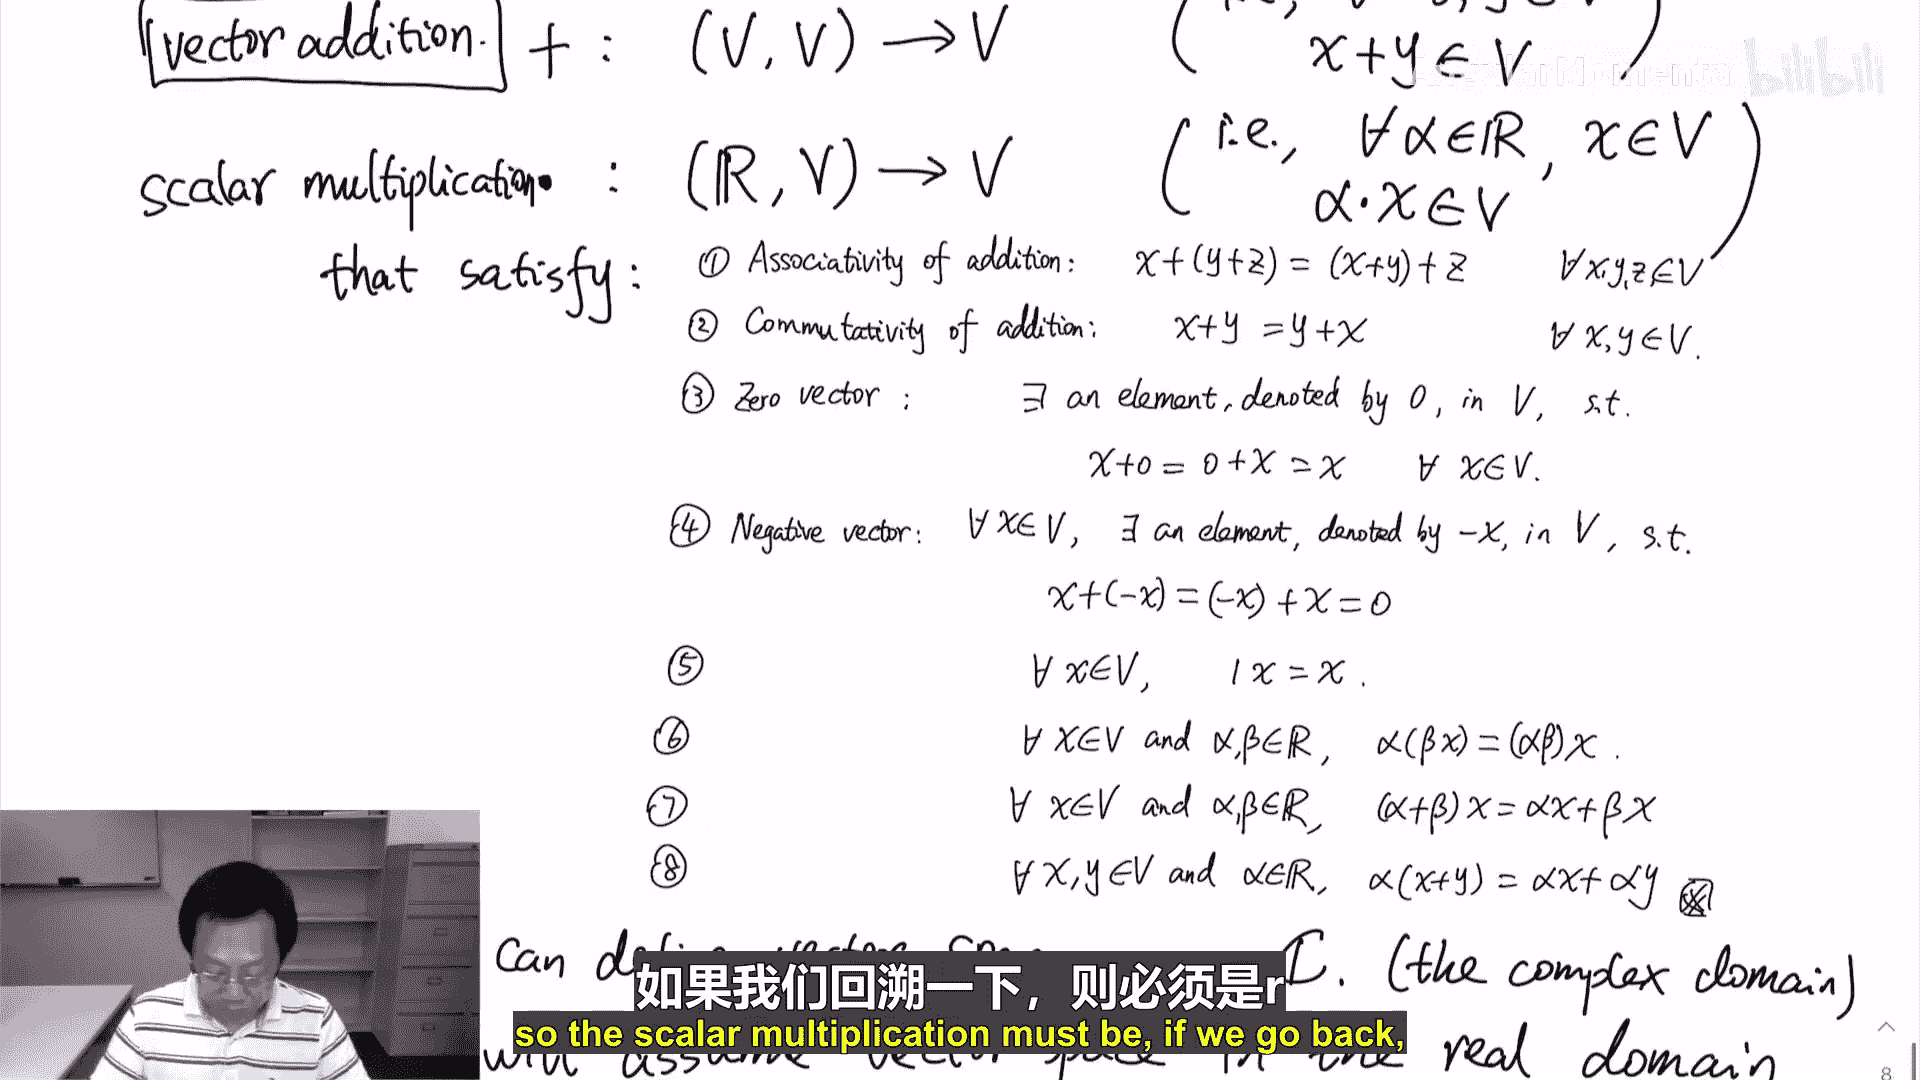 vector addition. + : (V, V) → V
x+y ∈ V
bilibili
(i.e., ∀ α∈ℝ, x∈V
scalar multiplication : (ℝ, V) → V
α·x∈V)
that satisfy:
① Associativity of addition: x+(y+z) = (x+y)+z ∀ x,y,z∈V
② Commutativity of addition: x+y = y+x ∀ x,y∈V.
③ Zero vector : ∃ an element, denoted by 0, in V, s.t.
x+0 = 0+x = x ∀ x∈V.
④ Negative vector: ∀ x∈V, ∃ an element, denoted by -x, in V, s.t.
x+(-x) = (-x)+x = 0
⑤ ∀ x∈V, 1x = x.
⑥ ∀ x∈V and α,β∈ℝ, α(βx) = (αβ)x.
⑦ ∀ x∈V and α,β∈ℝ, (α+β)x = αx+βx
⑧ ∀ x,y∈V and α∈ℝ, α(x+y) = αx+αy
can ℂ. (the complex domain)
如果我们回溯一下，则必须是r
so the scalar multiplication must be, if we go back,
real domain
8